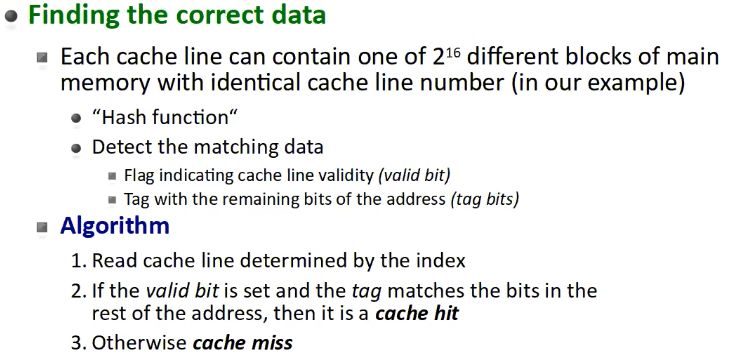 Finding the correct data
Each cache line can contain one of 2¹⁶ different blocks of main
memory with identical cache line number (in our example)
“Hash function“
Detect the matching data
Flag indicating cache line validity (valid bit)
Tag with the remaining bits of the address (tag bits)
Algorithm
1. Read cache line determined by the index
2. If the valid bit is set and the tag matches the bits in the
rest of the address, then it is a cache hit
3. Otherwise cache miss